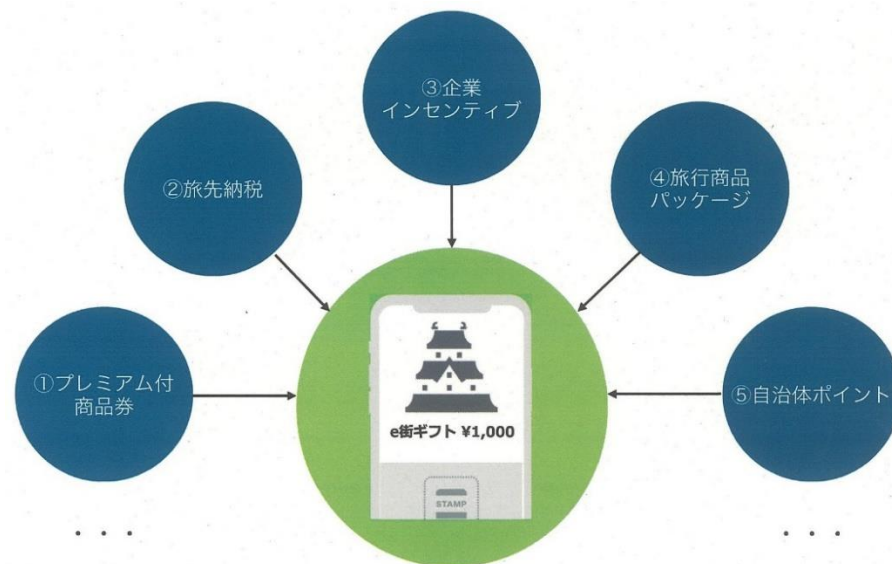 ③企業
インセンティブ
②旅先納税
④旅行商品
パッケージ
①プレミアム付
商品券
⑤自治体ポイント
e街ギフト ¥1,000
STAMP
・・・
・・・